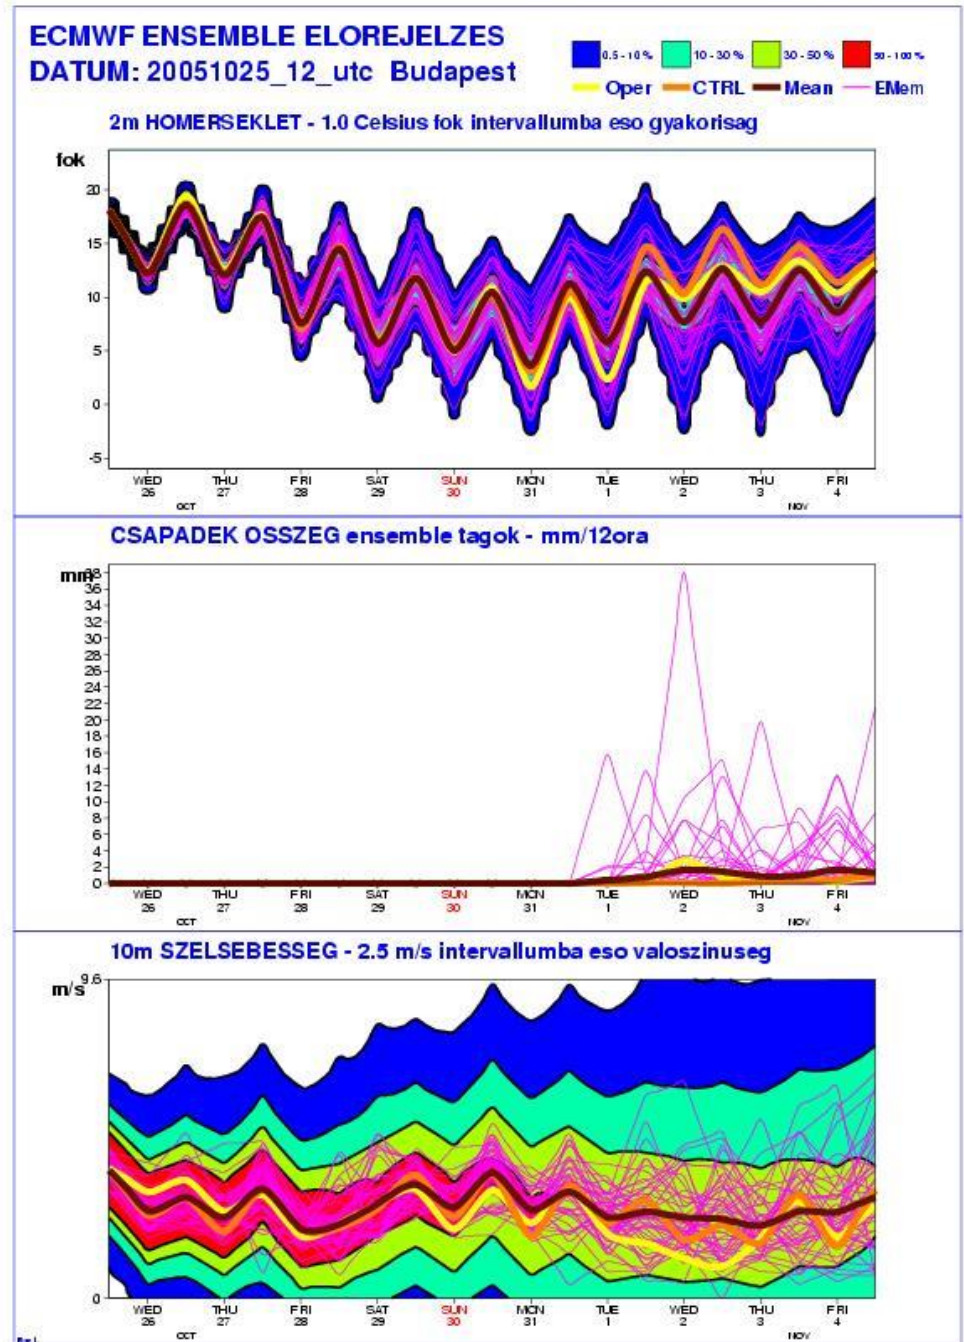 ECMWF ENSEMBLE ELOREJELZES
DATUM: 20051025_12_utc Budapest
0.5 - 10 % 10 - 30 % 30 - 50 % 50 - 100 %
Oper CTRL Mean EMem
2m HOMERSEKLET - 1.0 Celsius fok intervallumba eso gyakorisag
fok
20
15
10
5
0
-5
WED THU FRI SAT SUN MON TUE WED THU FRI
26 27 28 29 30 31 1 2 3 4
OCT NOV
CSAPADEK OSSZEG ensemble tagok - mm/12ora
mm
38
36
34
32
30
28
26
24
22
20
18
16
14
12
10
8
6
4
2
0
WED THU FRI SAT SUN MON TUE WED THU FRI
26 27 28 29 30 31 1 2 3 4
OCT NOV
10m SZELSEBESSEG - 2.5 m/s intervallumba eso valoszinuseg
m/s
9.6
0
WED THU FRI SAT SUN MON TUE WED THU FRI
26 27 28 29 30 31 1 2 3 4
OCT NOV